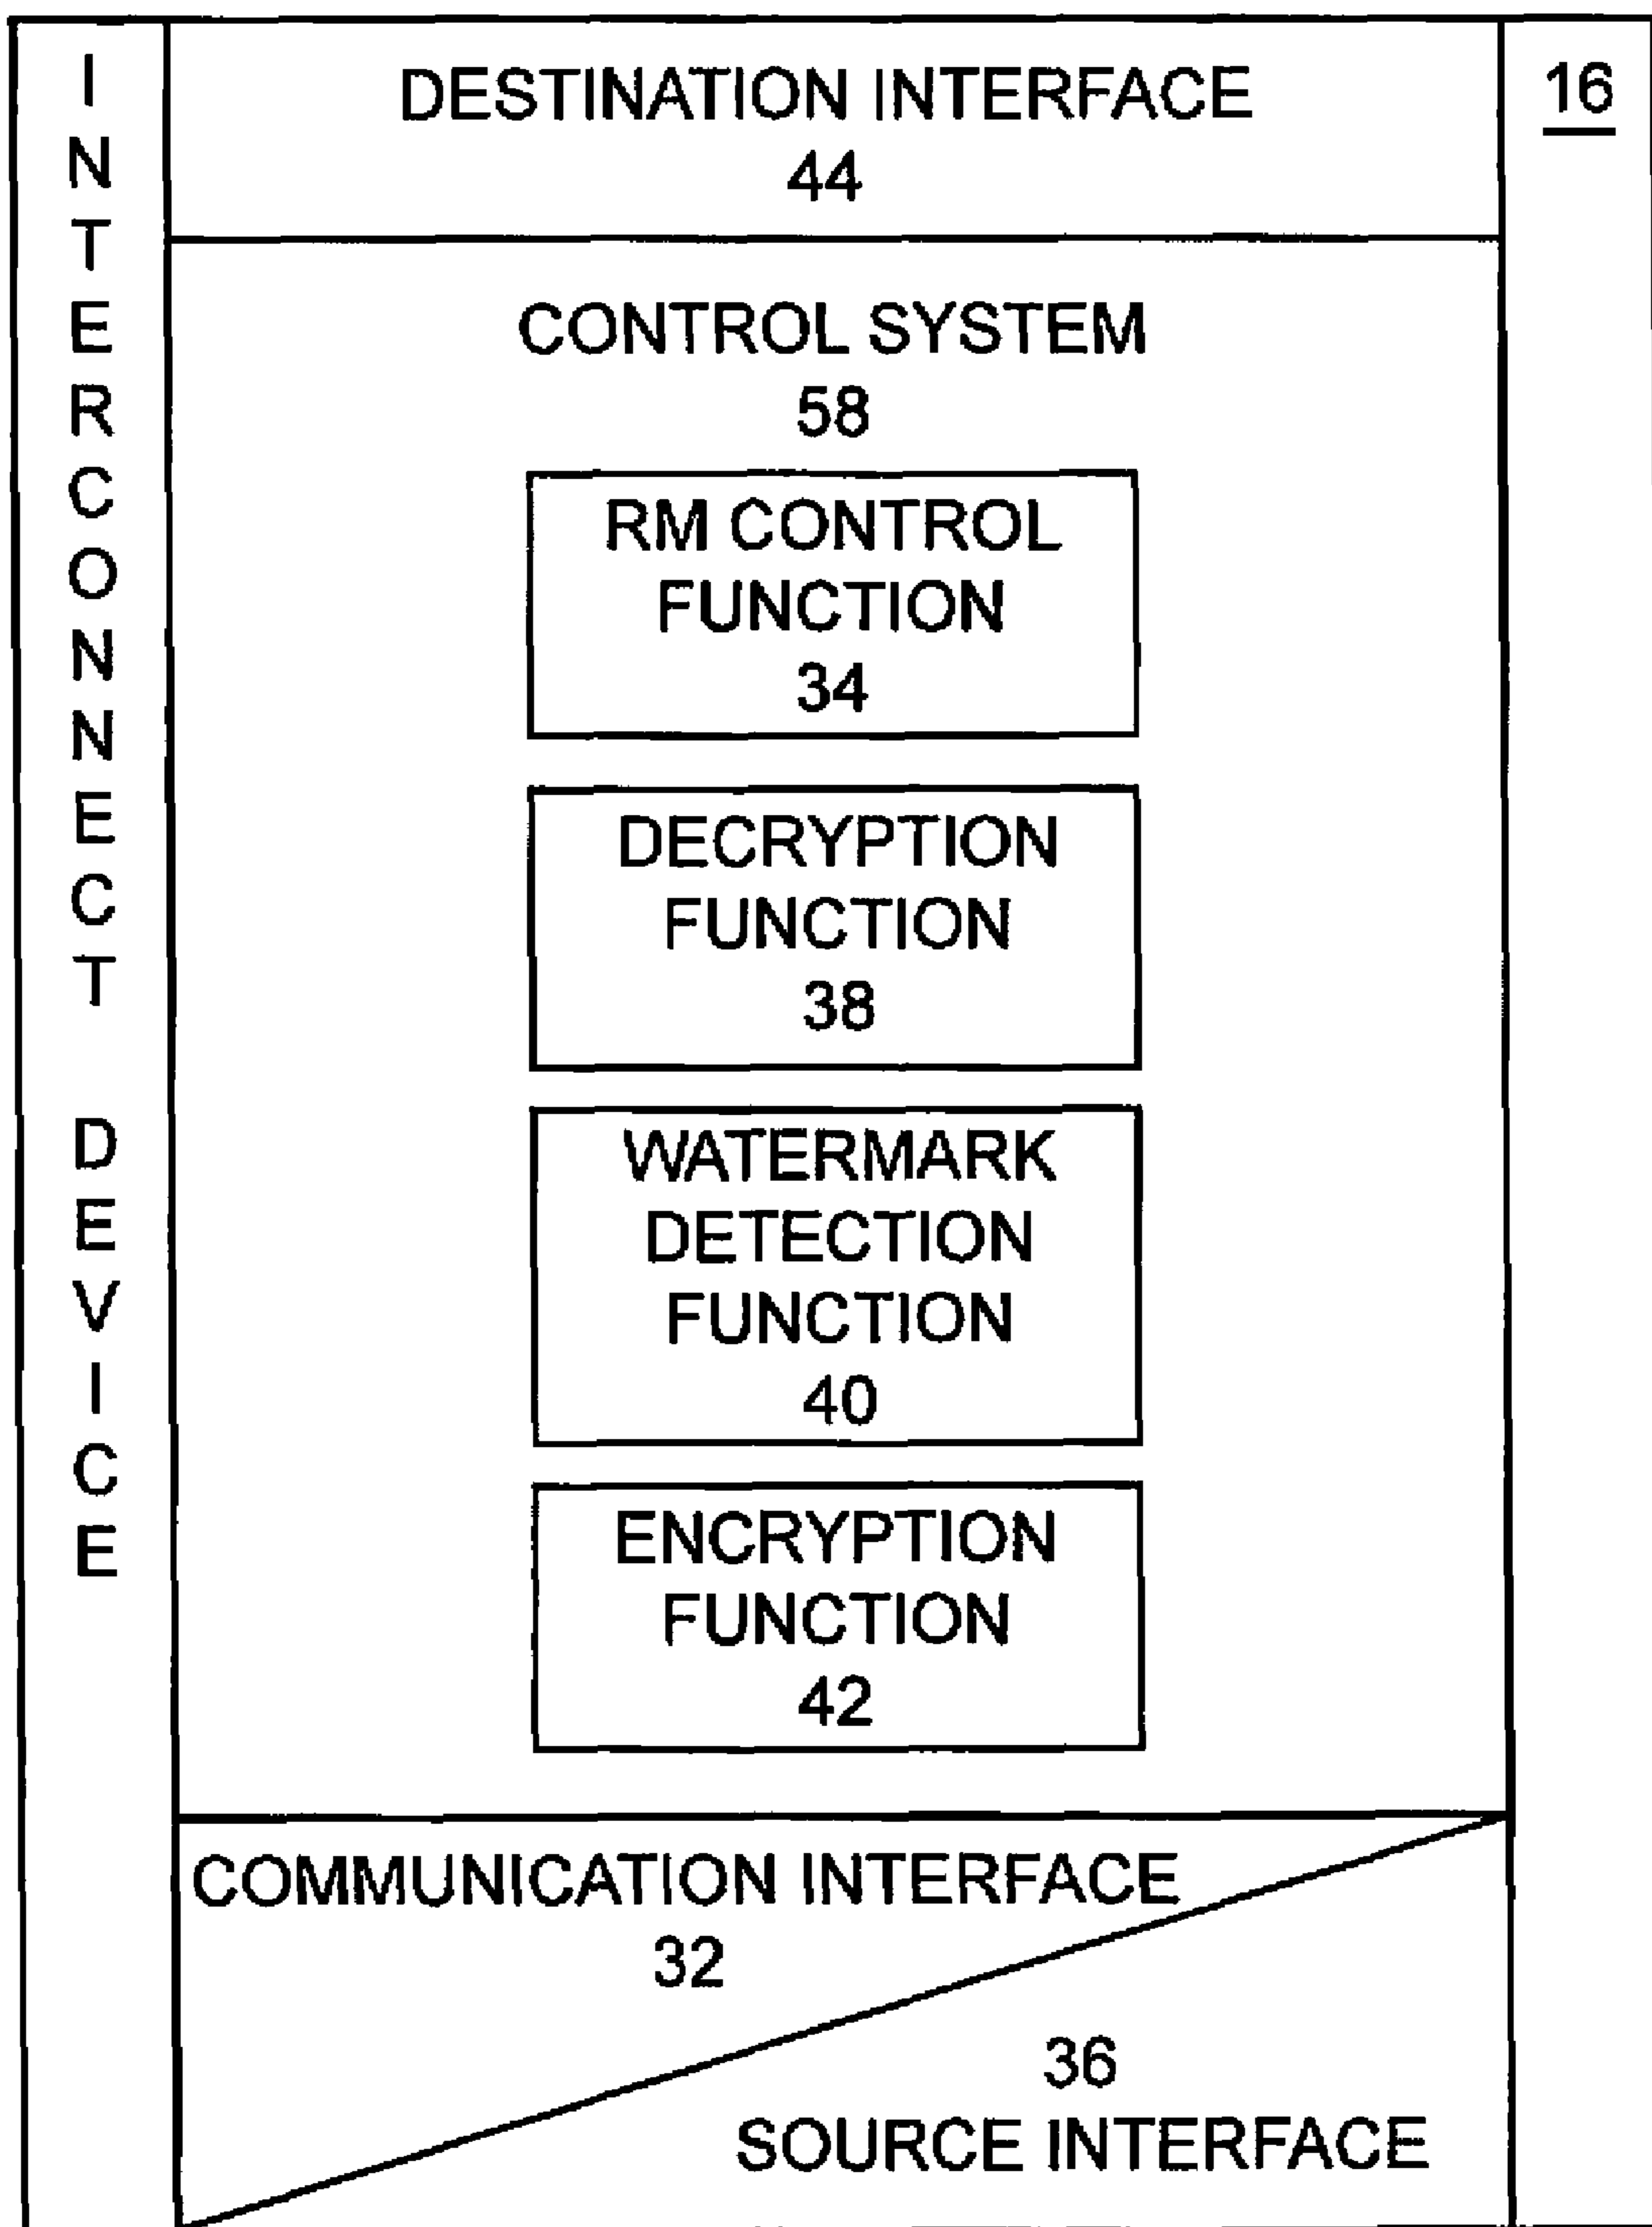 INTERCONNECT DEVICE
DESTINATION INTERFACE
44
16
CONTROL SYSTEM
58
RM CONTROL
FUNCTION
34
DECRYPTION
FUNCTION
38
WATERMARK
DETECTION
FUNCTION
40
ENCRYPTION
FUNCTION
42
COMMUNICATION INTERFACE
32
36
SOURCE INTERFACE